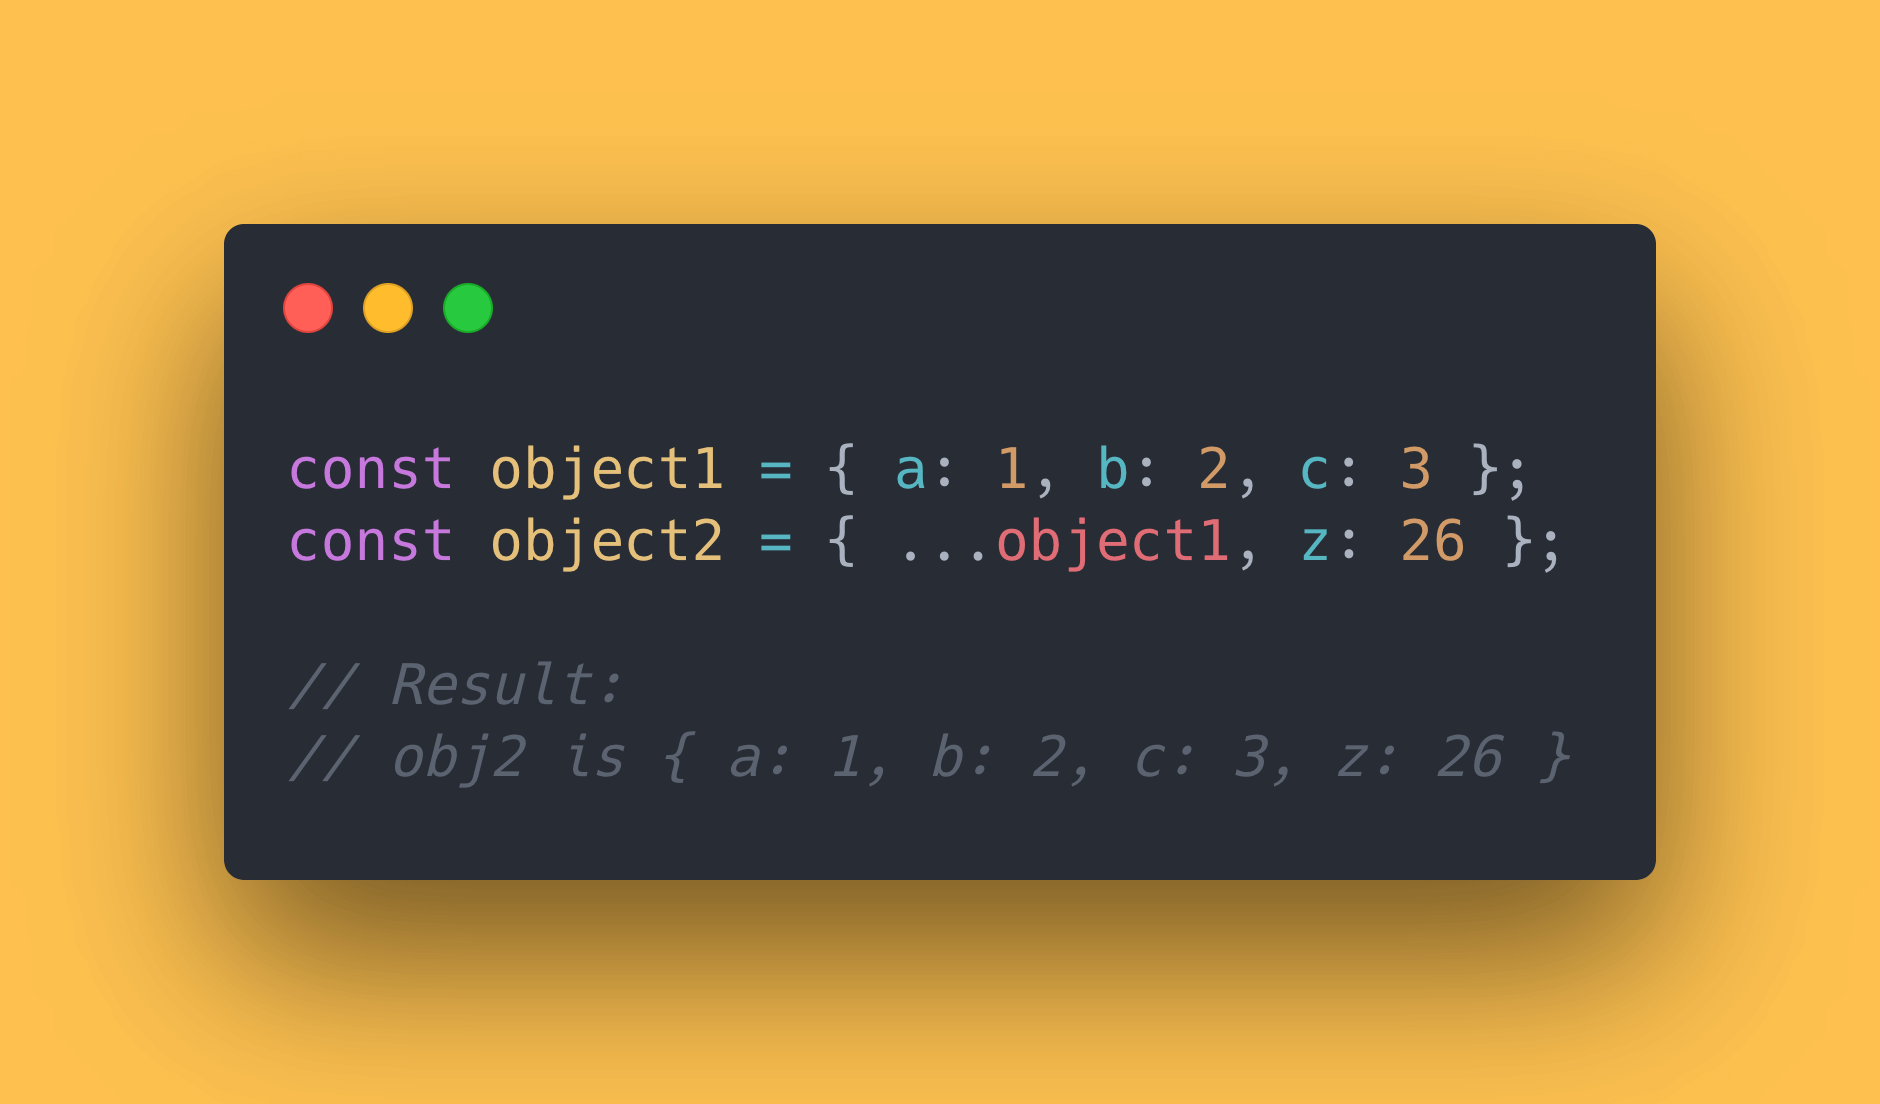 const object1 = { a: 1, b: 2, c: 3 };
const object2 = { ...object1, z: 26 };
// Result:
// obj2 is { a: 1, b: 2, c: 3, z: 26 }